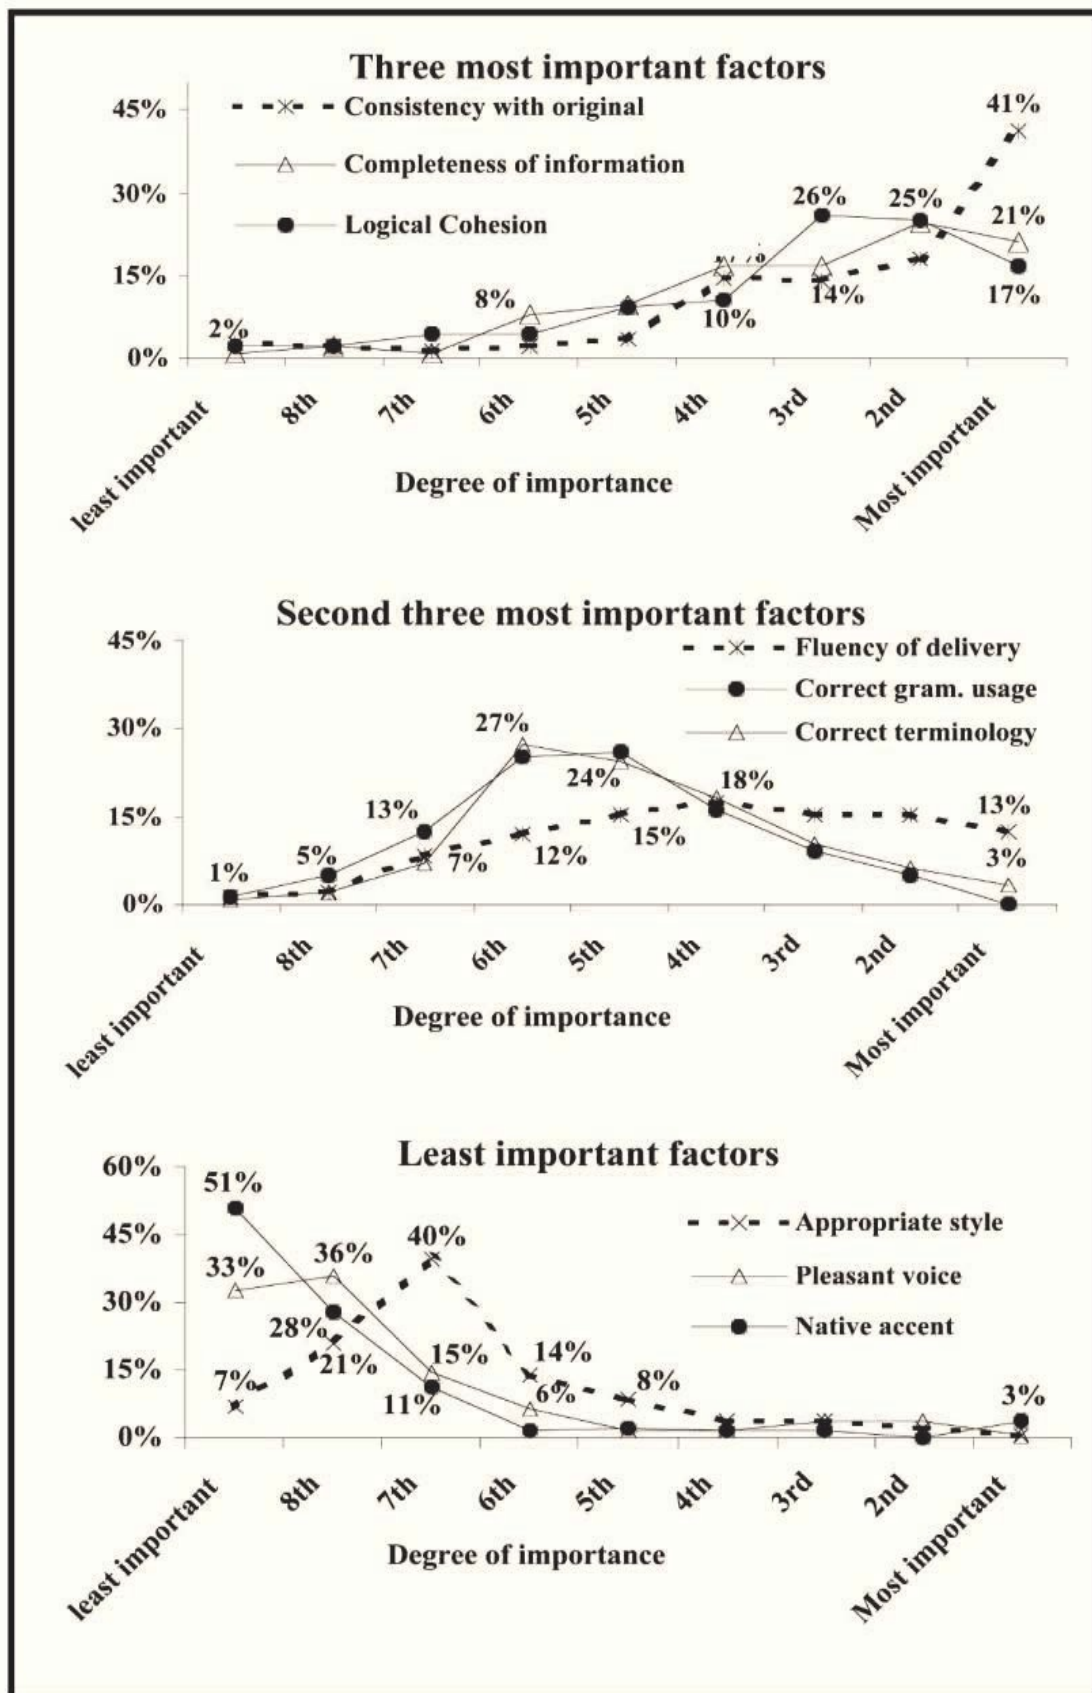 Three most important factors
45%
30%
15%
0%
Consistency with original
Completeness of information
Logical Cohesion
41%
26%
25%
21%
8%
2%
10%
14%
17%
least important
8th
7th
6th
5th
4th
3rd
2nd
Most important
Degree of importance
Second three most important factors
45%
30%
15%
0%
Fluency of delivery
Correct gram. usage
Correct terminology
27%
24%
18%
13%
13%
5%
1%
7%
12%
15%
3%
least important
8th
7th
6th
5th
4th
3rd
2nd
Most important
Degree of importance
Least important factors
60%
45%
30%
15%
0%
Appropriate style
Pleasant voice
Native accent
51%
33%
36%
40%
28%
21%
7%
15%
14%
11%
6%
8%
3%
least important
8th
7th
6th
5th
4th
3rd
2nd
Most important
Degree of importance